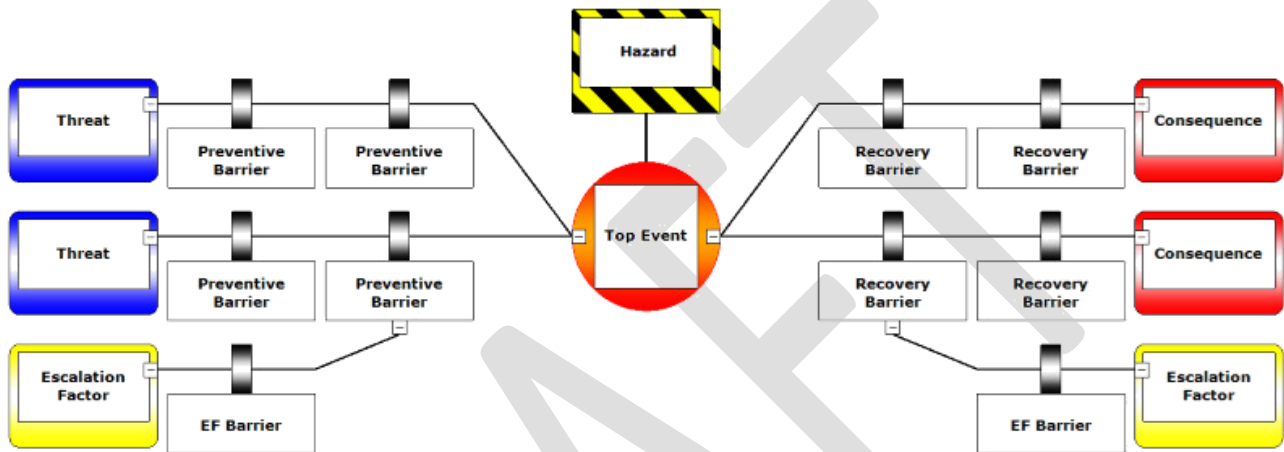 Hazard
Threat
Preventive
Barrier
Preventive
Barrier
Recovery
Barrier
Recovery
Barrier
Consequence
Top Event
Threat
Preventive
Barrier
Preventive
Barrier
Recovery
Barrier
Recovery
Barrier
Consequence
Escalation
Factor
EF Barrier
EF Barrier
Escalation
Factor